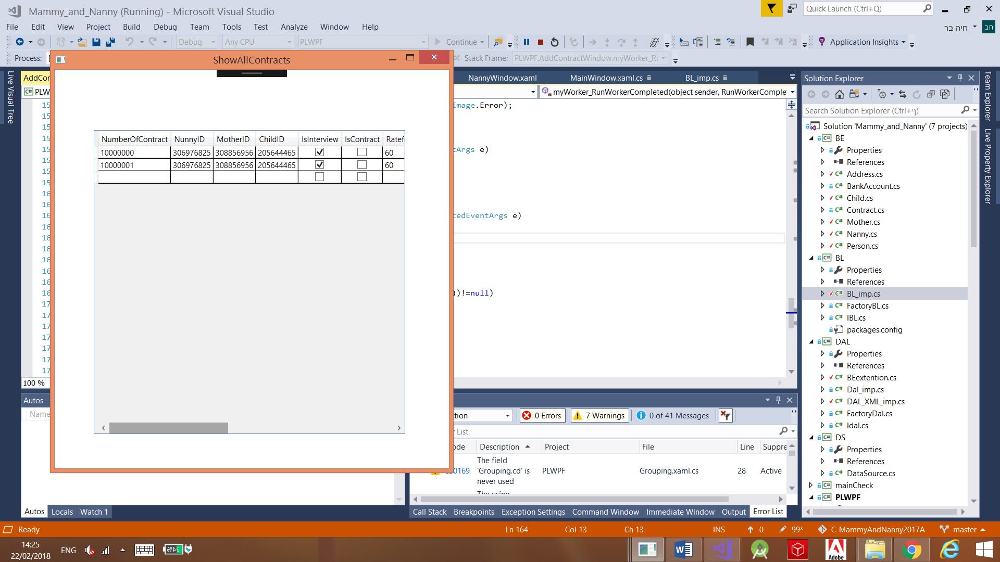 Mammy_and_Nanny (Running) - Microsoft Visual Studio
Quick Launch (Ctrl+Q)
File Edit View Project Build Debug Team Tools Test Analyze Window Help
חיה בר
חב
Debug Any CPU PLWPF Continue Application Insights
Process: Stack Frame: PLWPF.AddContractWindow.myWorker_Ru
ShowAllContracts
Live Visual Tree
AddCon NannyWindow.xaml MainWindow.xaml.cs BL_imp.cs
PLW myWorker_RunWorkerCompleted(object sender, RunWorkerComplet
Image.Error);
tArgs e)
tedEventArgs e)
))!=null)
15
15
15
15
15
15
15
15
16
16
16
16
16
16
16
16
16
16
17
17
17
17
17
17
17
100 %
NumberOfContract NunnyID MotherID ChildID IsInterview IsContract Ratef
10000000 306976825 308856956 205644465 60
10000001 306976825 308856956 205644465 60
Solution Explorer
Search Solution Explorer (Ctrl+ף)
Solution 'Mammy_and_Nanny' (7 projects)
BE
Properties
References
Address.cs
BankAccount.cs
Child.cs
Contract.cs
Mother.cs
Nanny.cs
Person.cs
BL
Properties
References
BL_imp.cs
FactoryBL.cs
IBL.cs
packages.config
DAL
Properties
References
BEextention.cs
Dal_imp.cs
DAL_XML_imp.cs
FactoryDal.cs
Idal.cs
DS
Properties
References
DataSource.cs
mainCheck
PLWPF
Team Explorer
Live Property Explorer
Autos
Name
tion 0 Errors 7 Warnings 0 of 41 Messages
List
ode Description Project File Line Suppre
0169 The field 'Grouping.cd' is never used PLWPF Grouping.xaml.cs 28 Active
Autos Locals Watch 1
Call Stack Breakpoints Exception Settings Command Window Immediate Window Output Error List
Ready Ln 164 Col 13 Ch 13 INS 0 99* C-MammyAndNanny2017A master
14:25
22/02/2018
ENG
34%
Adobe